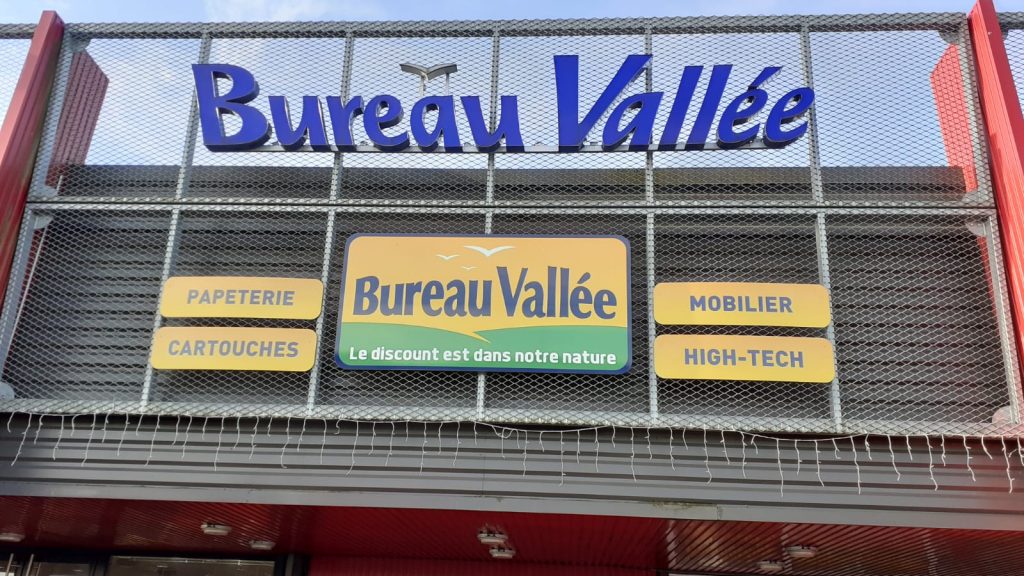 Bureau Vallée
PAPETERIE
CARTOUCHES
Bureau Vallée
Le discount est dans notre nature
MOBILIER
HIGH-TECH